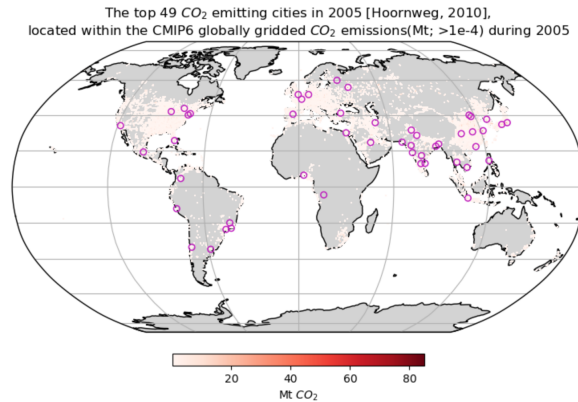 The top 49 CO₂ emitting cities in 2005 [Hoornweg, 2010],
located within the CMIP6 globally gridded CO₂ emissions(Mt; >1e-4) during 2005
20 40 60 80
Mt CO₂